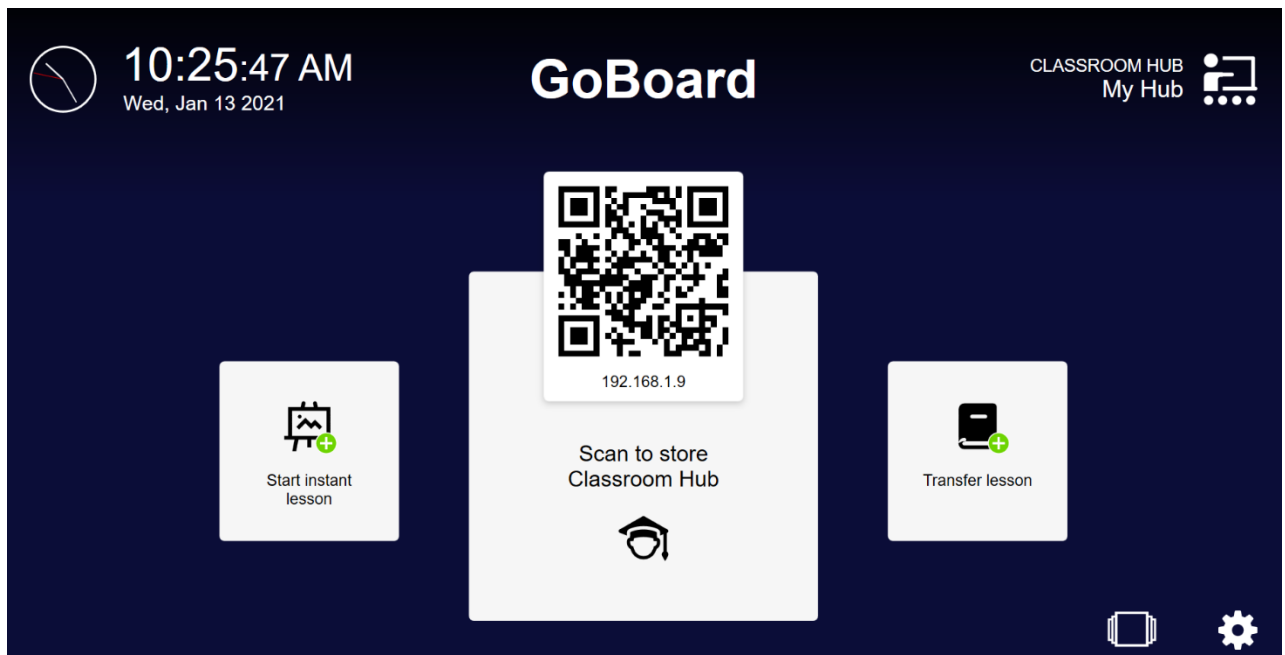 10:25:47 AM
Wed, Jan 13 2021
GoBoard
CLASSROOM HUB
My Hub
192.168.1.9
Scan to store
Classroom Hub
Start instant
lesson
Transfer lesson